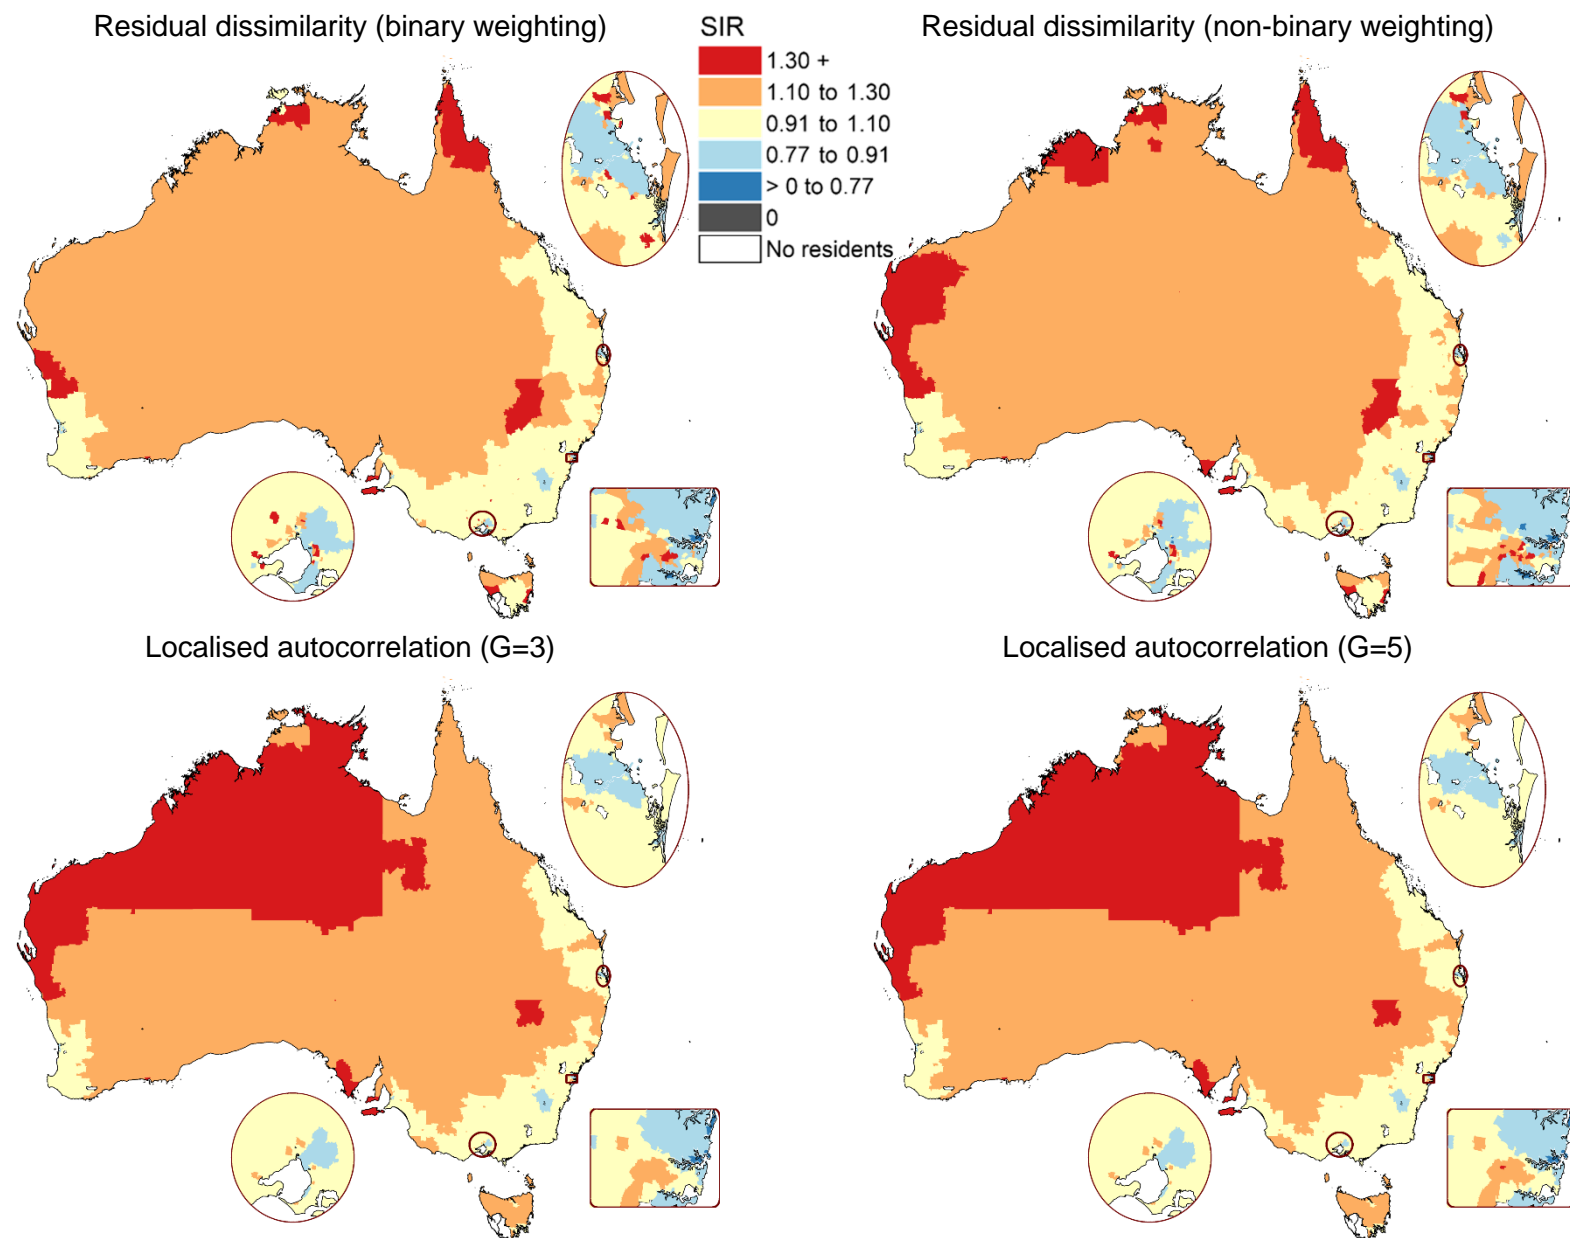 Residual dissimilarity (binary weighting)
SIR
Residual dissimilarity (non-binary weighting)
1.30 +
1.10 to 1.30
0.91 to 1.10
0.77 to 0.91
> 0 to 0.77
0
No residents
Localised autocorrelation (G=3)
Localised autocorrelation (G=5)